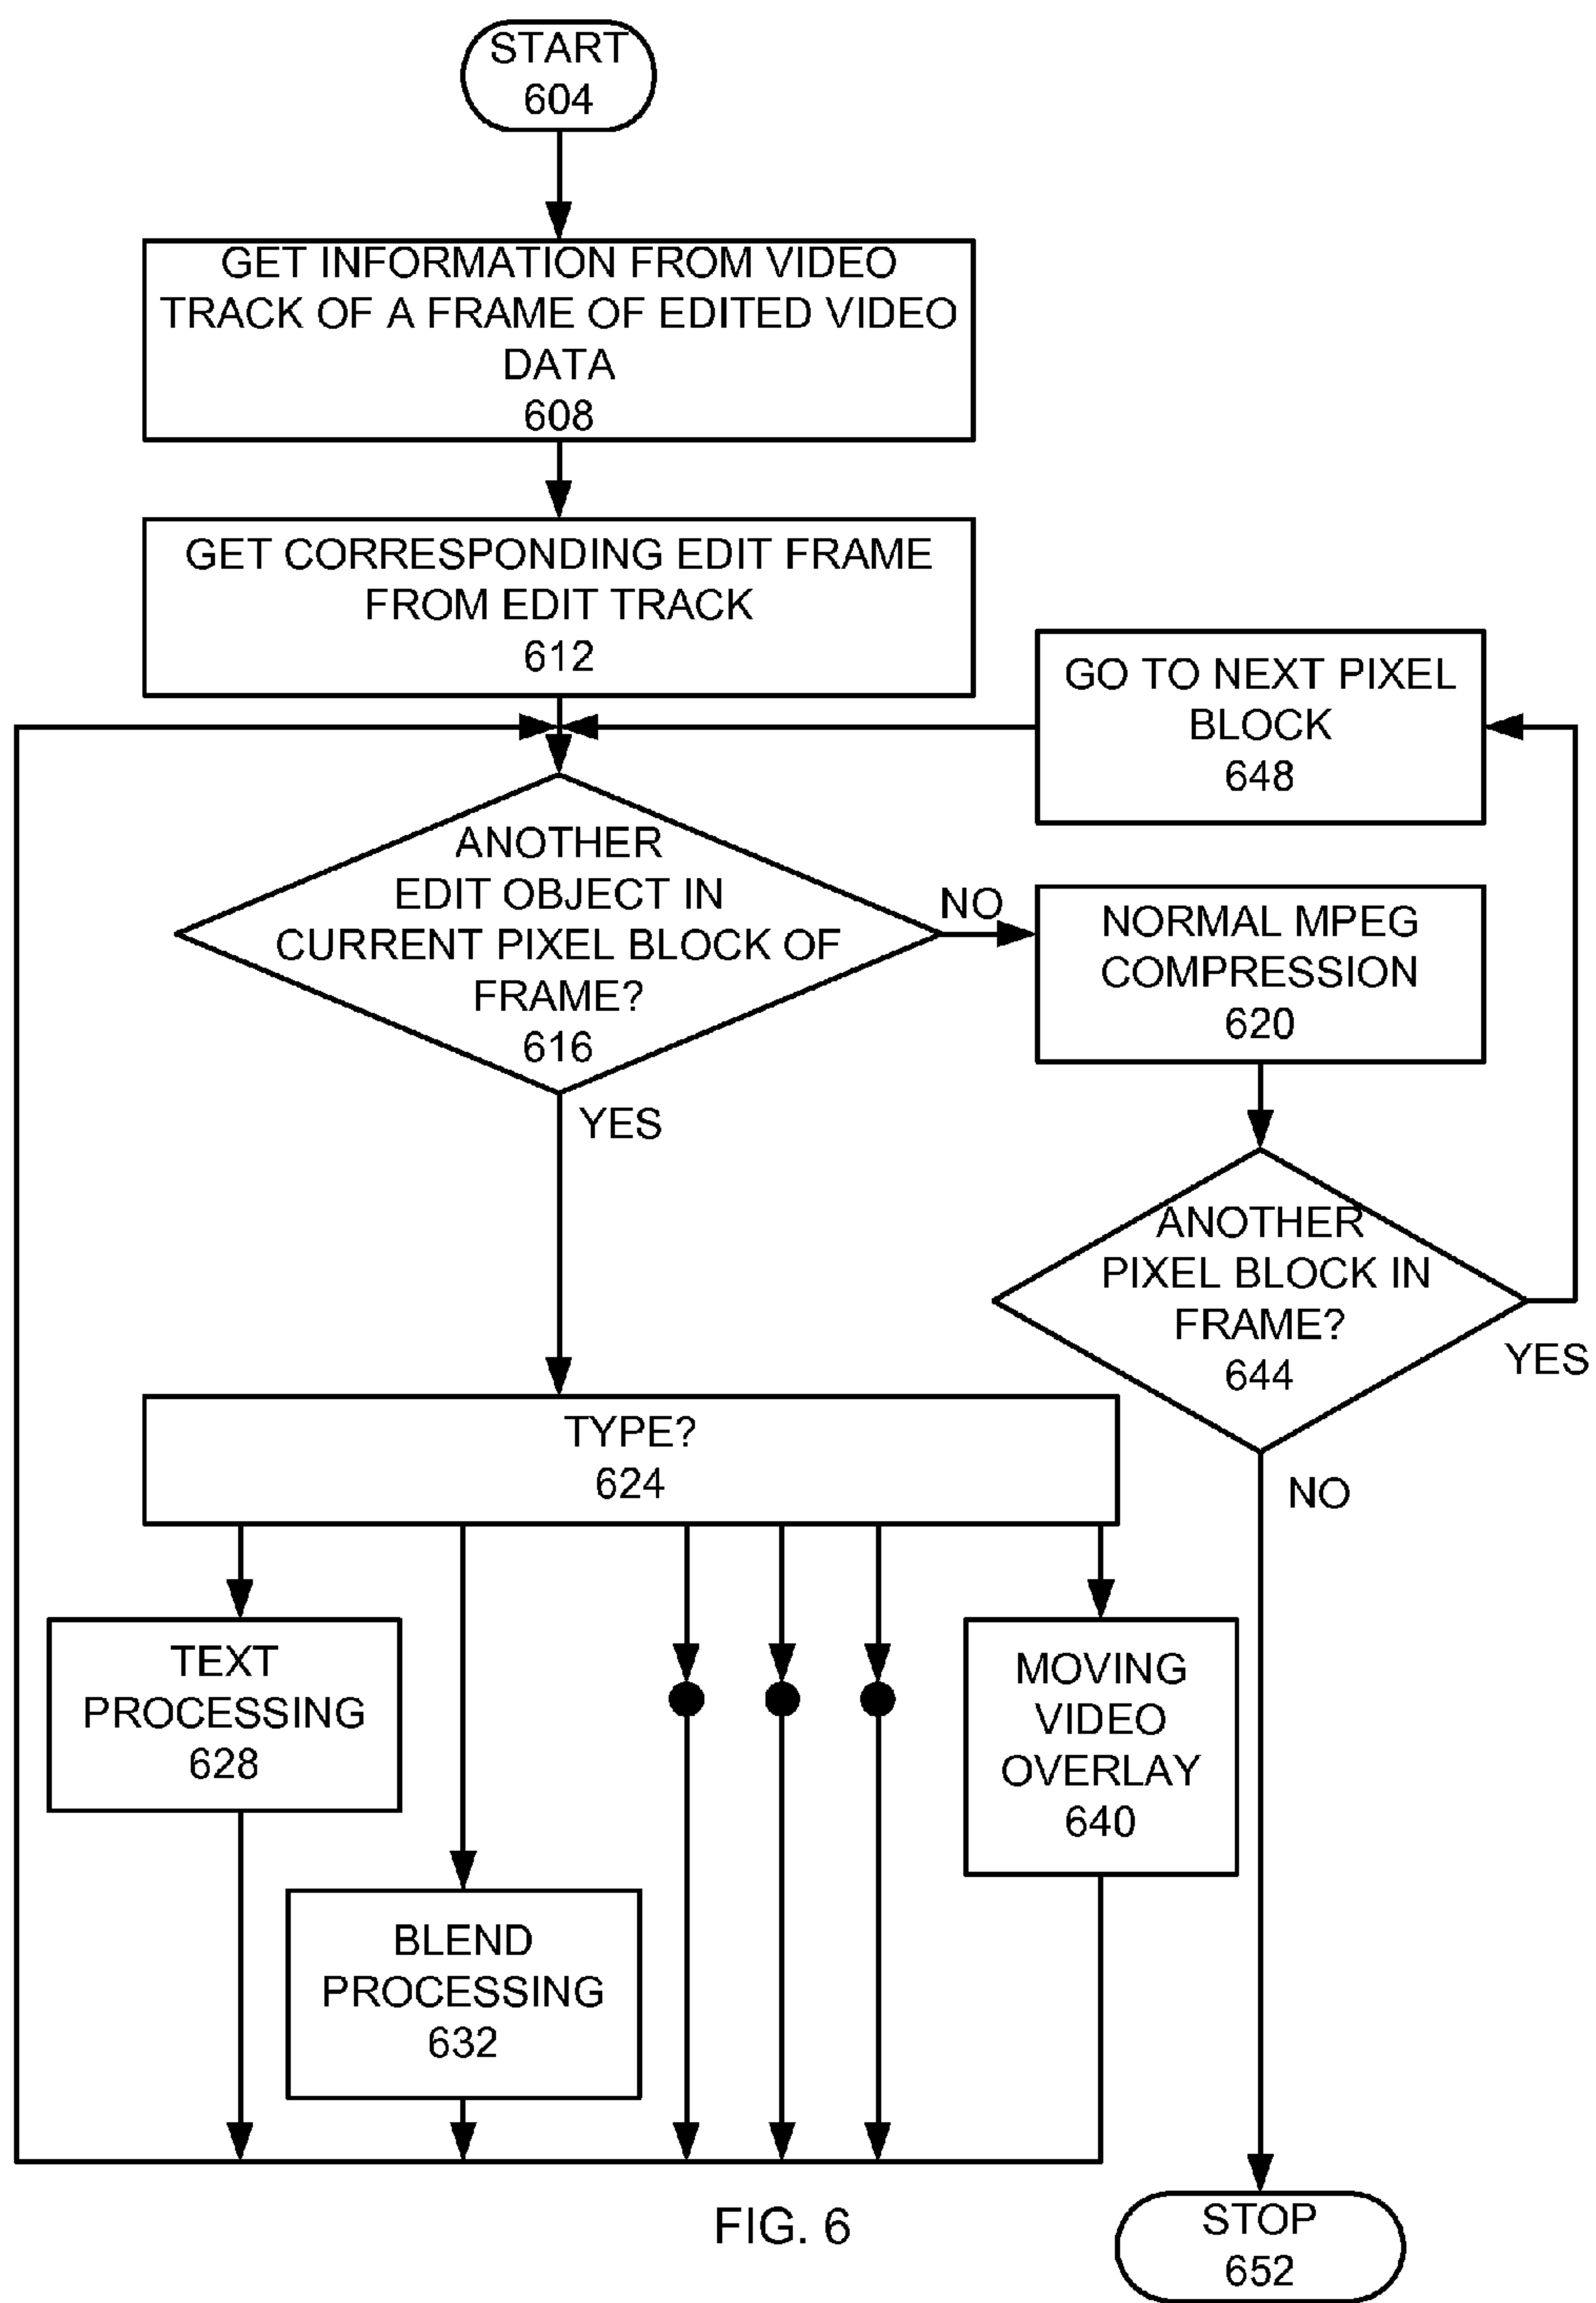 START
604
GET INFORMATION FROM VIDEO
TRACK OF A FRAME OF EDITED VIDEO
DATA
608
GET CORRESPONDING EDIT FRAME
FROM EDIT TRACK
612
GO TO NEXT PIXEL
BLOCK
648
ANOTHER
EDIT OBJECT IN
CURRENT PIXEL BLOCK OF
FRAME?
616
NO
NORMAL MPEG
COMPRESSION
620
YES
ANOTHER
PIXEL BLOCK IN
FRAME?
644
YES
NO
TYPE?
624
TEXT
PROCESSING
628
BLEND
PROCESSING
632
MOVING
VIDEO
OVERLAY
640
STOP
652
FIG. 6